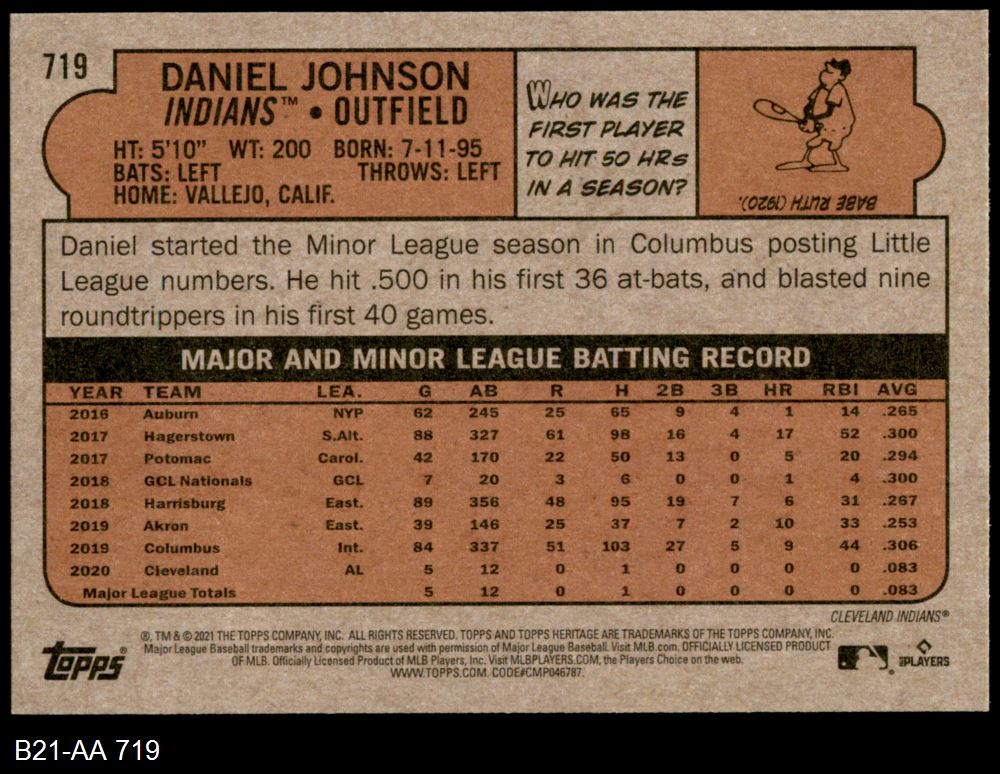 719
DANIEL JOHNSON
INDIANS™ • OUTFIELD
HT: 5'10" WT: 200 BORN: 7-11-95
BATS: LEFT THROWS: LEFT
HOME: VALLEJO, CALIF.
WHO WAS THE
FIRST PLAYER
TO HIT 50 HRs
IN A SEASON?
BABE RUTH (1920).
Daniel started the Minor League season in Columbus posting Little
League numbers. He hit .500 in his first 36 at-bats, and blasted nine
roundtrippers in his first 40 games.
MAJOR AND MINOR LEAGUE BATTING RECORD
YEAR TEAM LEA. G AB R H 2B 3B HR RBI AVG
2016 Auburn NYP 62 245 25 65 9 4 1 14 .265
2017 Hagerstown S.Alt. 88 327 61 98 16 4 17 52 .300
2017 Potomac Carol. 42 170 22 50 13 0 5 20 .294
2018 GCL Nationals GCL 7 20 3 6 0 0 1 4 .300
2018 Harrisburg East. 89 356 48 95 19 7 6 31 .267
2019 Akron East. 39 146 25 37 7 2 10 33 .253
2019 Columbus Int. 84 337 51 103 27 5 9 44 .306
2020 Cleveland AL 5 12 0 1 0 0 0 0 .083
Major League Totals 5 12 0 1 0 0 0 0 .083
CLEVELAND INDIANS®
®, TM & © 2021 THE TOPPS COMPANY, INC. ALL RIGHTS RESERVED. TOPPS AND TOPPS HERITAGE ARE TRADEMARKS OF THE TOPPS COMPANY, INC.
Major League Baseball trademarks and copyrights are used with permission of Major League Baseball. Visit MLB.com. OFFICIALLY LICENSED PRODUCT
OF MLB. Officially Licensed Product of MLB Players, Inc. Visit MLBPLAYERS.COM, the Players Choice on the web.
WWW.TOPPS.COM. CODE#CMP046787.
topps®
MLBPLAYERS
B21-AA 719